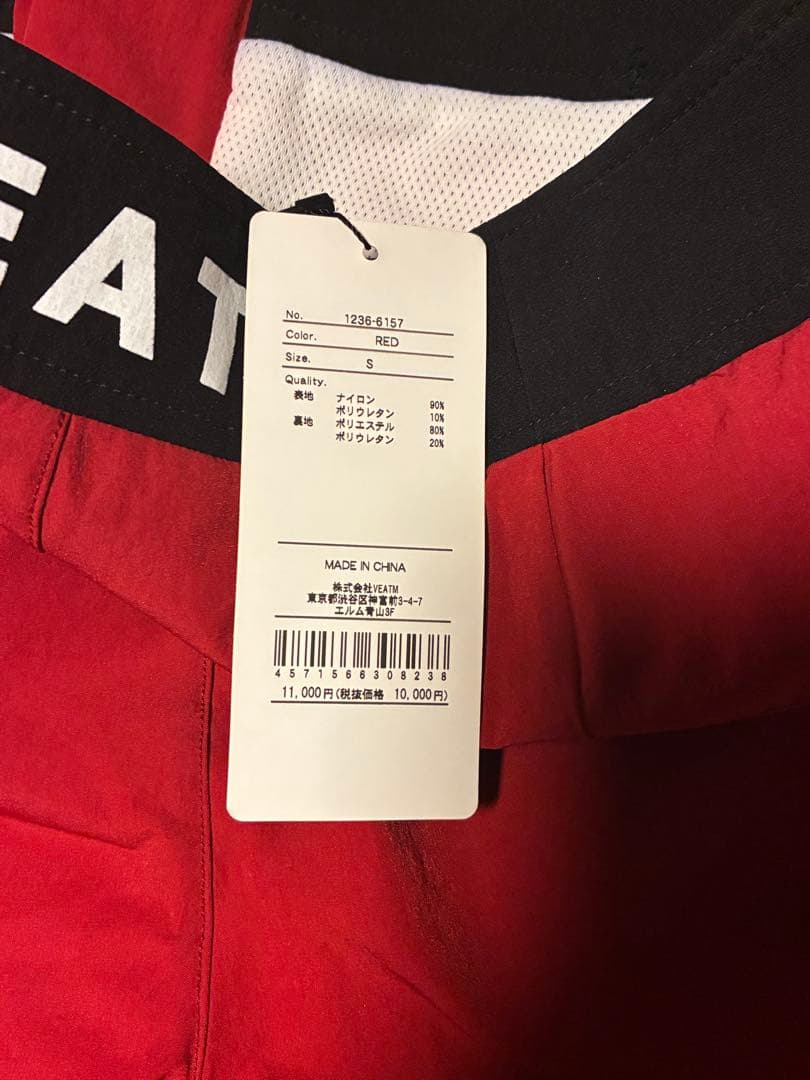 EAT
No. 1236-6157
Color. RED
Size. S
Quality.
表地 ナイロン 90%
ポリウレタン 10%
裏地 ポリエステル 80%
ポリウレタン 20%
MADE IN CHINA
株式会社VEATM
東京都渋谷区神宮前3-4-7
エルム青山3F
4571566308238
11,000円(税抜価格 10,000円)